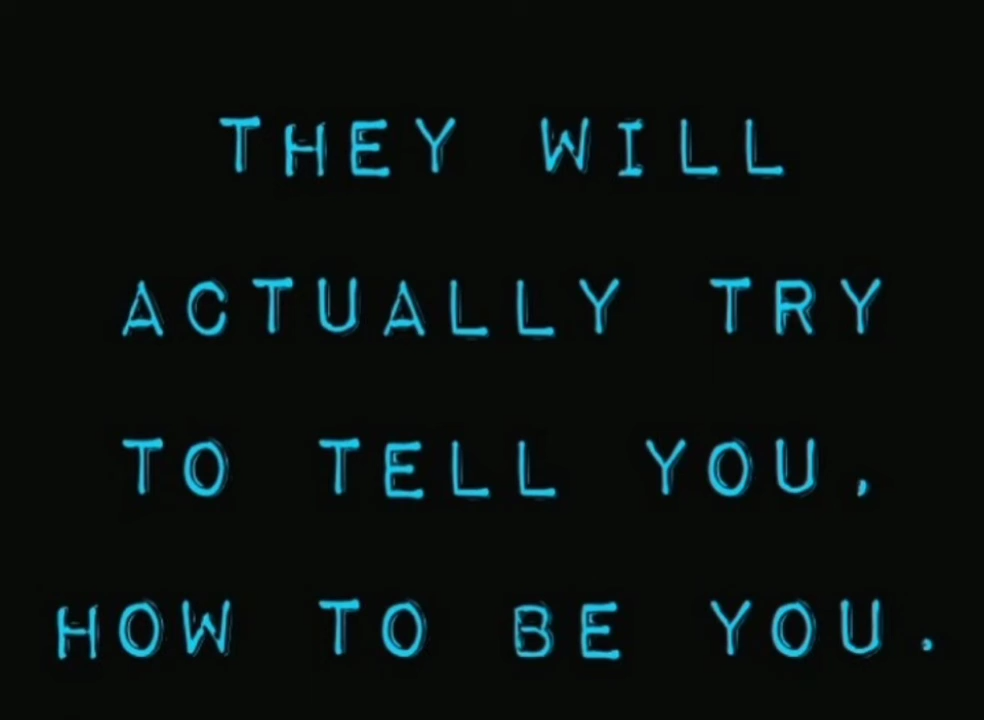 THEY WILL
ACTUALLY TRY
TO TELL YOU,
HOW TO BE YOU.